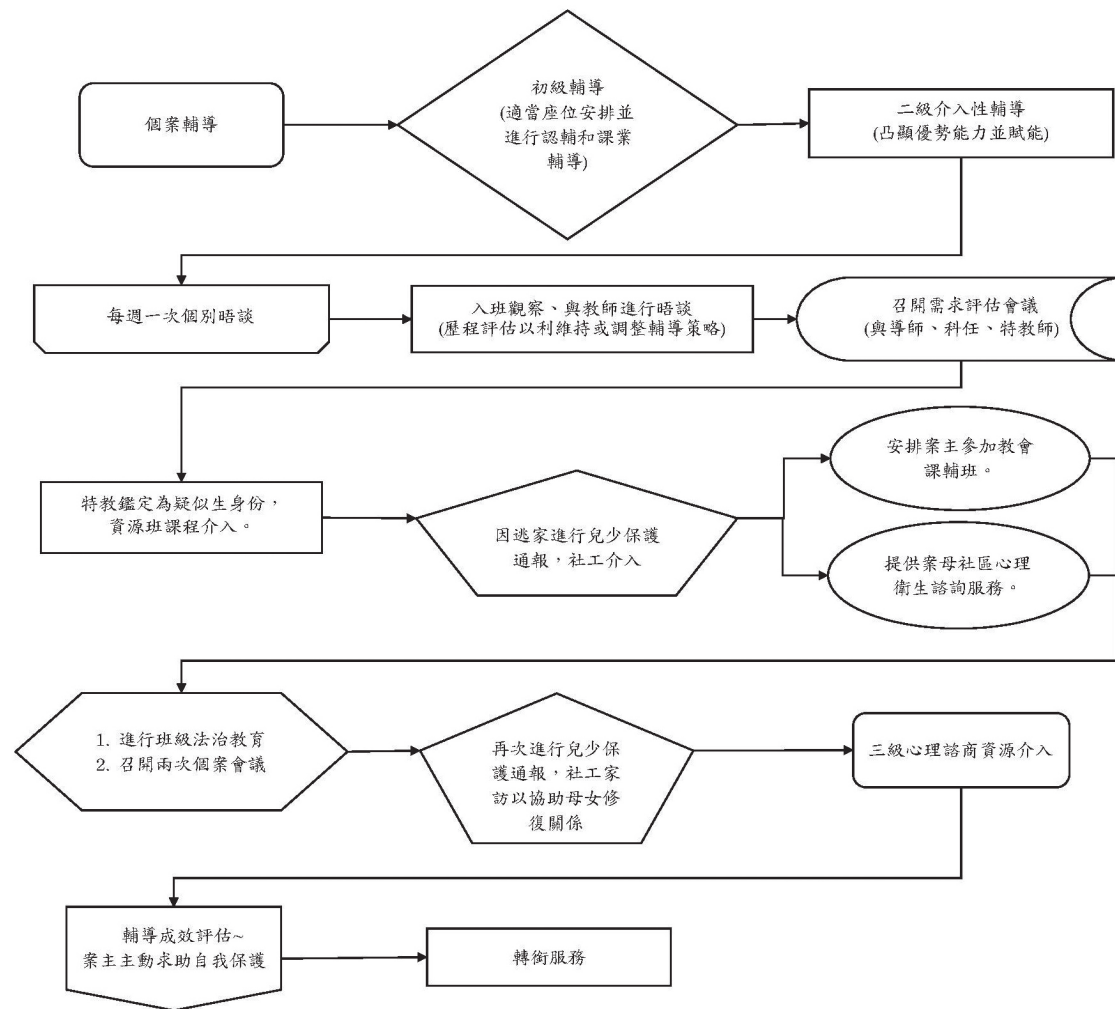 個案輔導
初級輔導
(適當座位安排並
進行認輔和課業
輔導)
二級介入性輔導
(凸顯優勢能力並賦能)
每週一次個別晤談
入班觀察、與教師進行晤談
(歷程評估以利維持或調整輔導策略)
召開需求評估會議
(與導師、科任、特教師)
特教鑑定為疑似生身份，
資源班課程介入。
因逃家進行兒少保護
通報，社工介入
安排案主參加教會
課輔班。
提供案母社區心理
衛生諮詢服務。
1. 進行班級法治教育
2. 召開兩次個案會議
再次進行兒少保
護通報，社工家
訪以協助母女修
復關係
三級心理諮商資源介入
輔導成效評估~
案主主動求助自我保護
轉銜服務